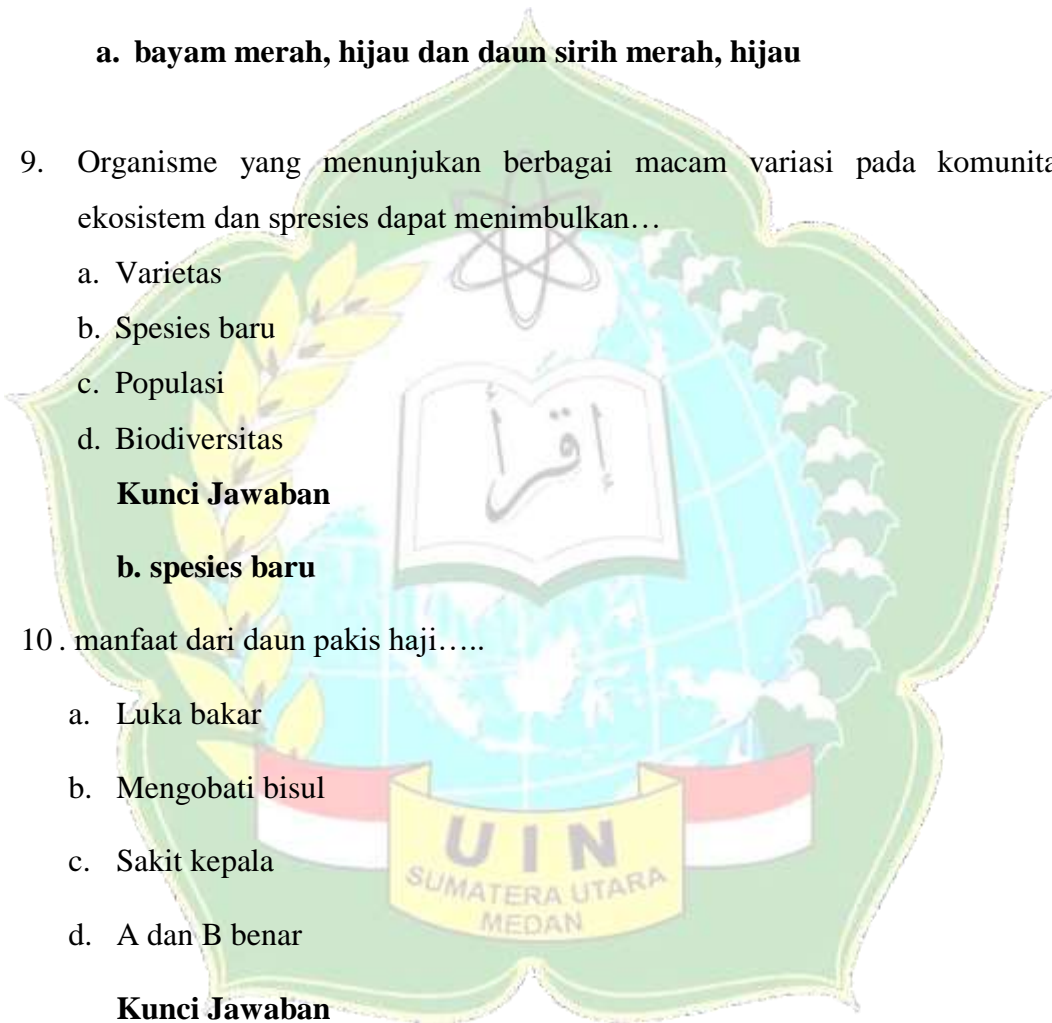 a. bayam merah, hijau dan daun sirih merah, hijau
9. Organisme yang menunjukan berbagai macam variasi pada komunita
ekosistem dan spresies dapat menimbulkan…
a. Varietas
b. Spesies baru
c. Populasi
d. Biodiversitas
Kunci Jawaban
b. spesies baru
10 . manfaat dari daun pakis haji…..
a. Luka bakar
b. Mengobati bisul
c. Sakit kepala
d. A dan B benar
Kunci Jawaban
إقرأ
UIN
SUMATERA UTARA
MEDAN